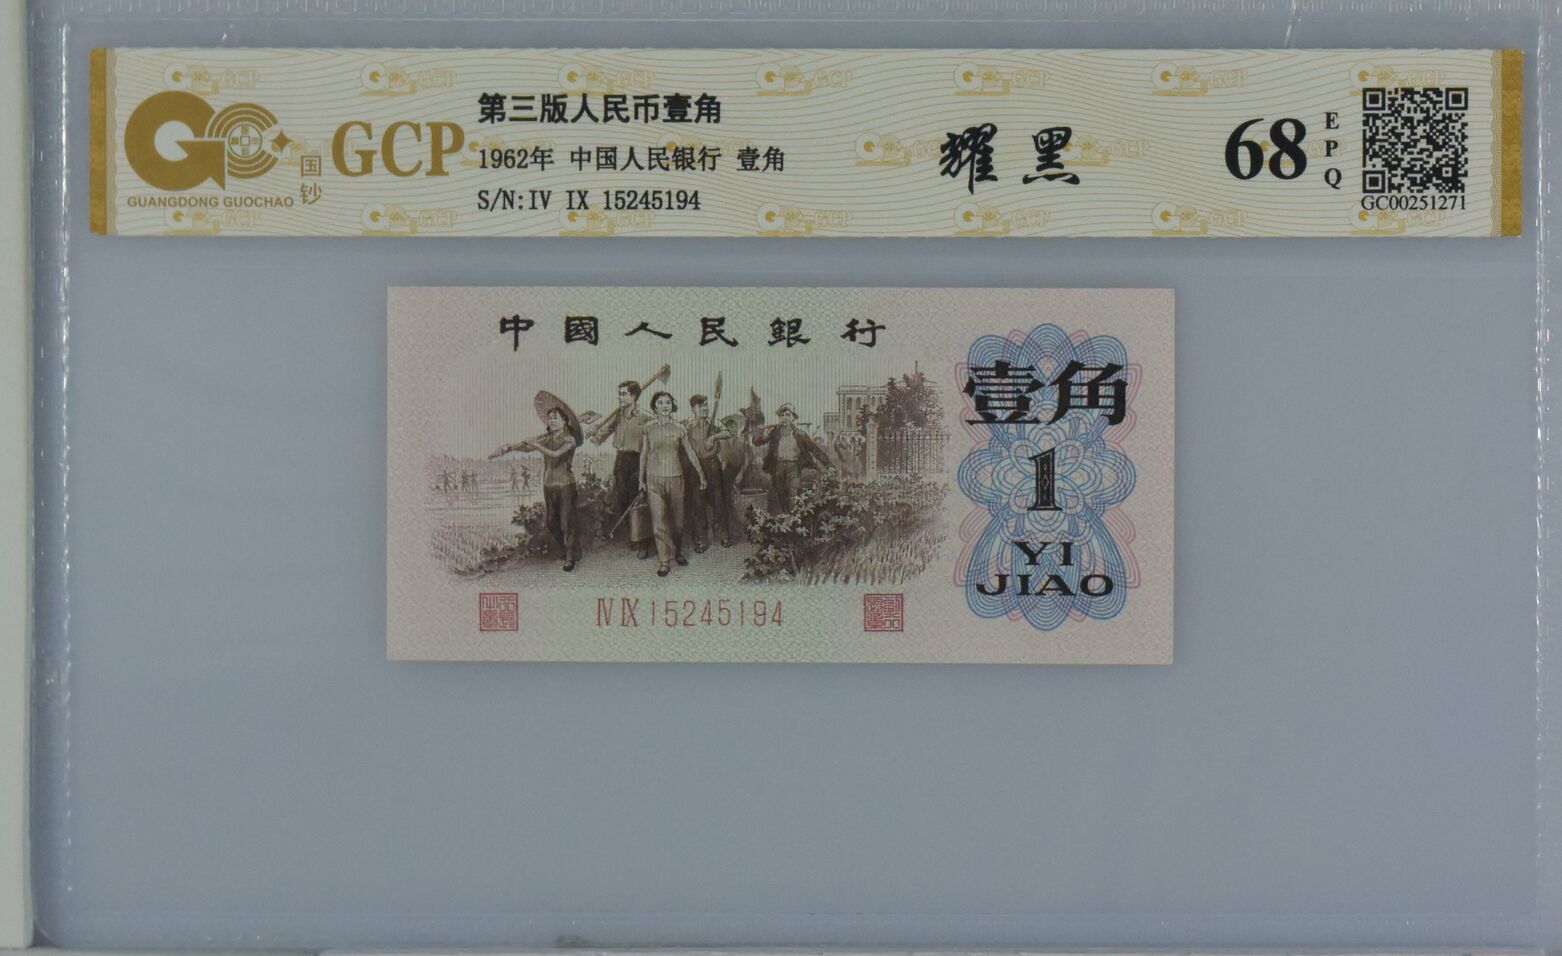 GCP
国钞
GUANGDONG GUOCHAO
第三版人民币壹角
1962年 中国人民银行 壹角
S/N:IV IX 15245194
耀黑
68
EPQ
GC00251271
中國人民銀行
壹角
1
YI
JIAO
IV IX 15245194